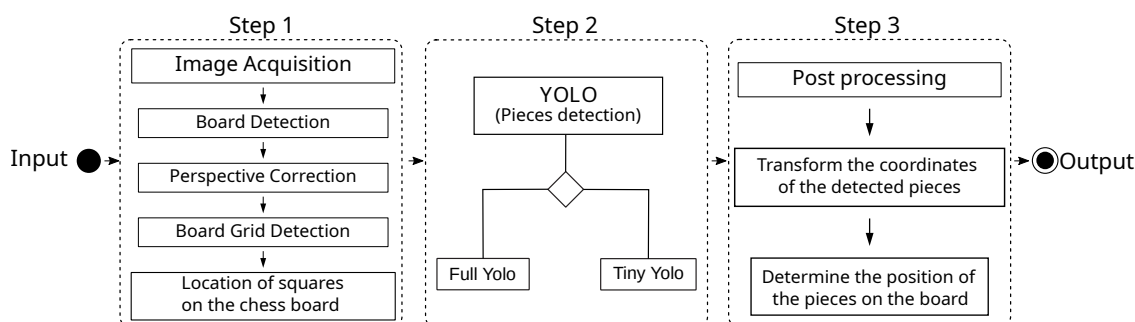 Step 1
Step 2
Step 3
Input
Image Acquisition
Board Detection
Perspective Correction
Board Grid Detection
Location of squares
on the chess board
YOLO
(Pieces detection)
Full Yolo
Tiny Yolo
Post processing
Transform the coordinates
of the detected pieces
Determine the position of
the pieces on the board
Output